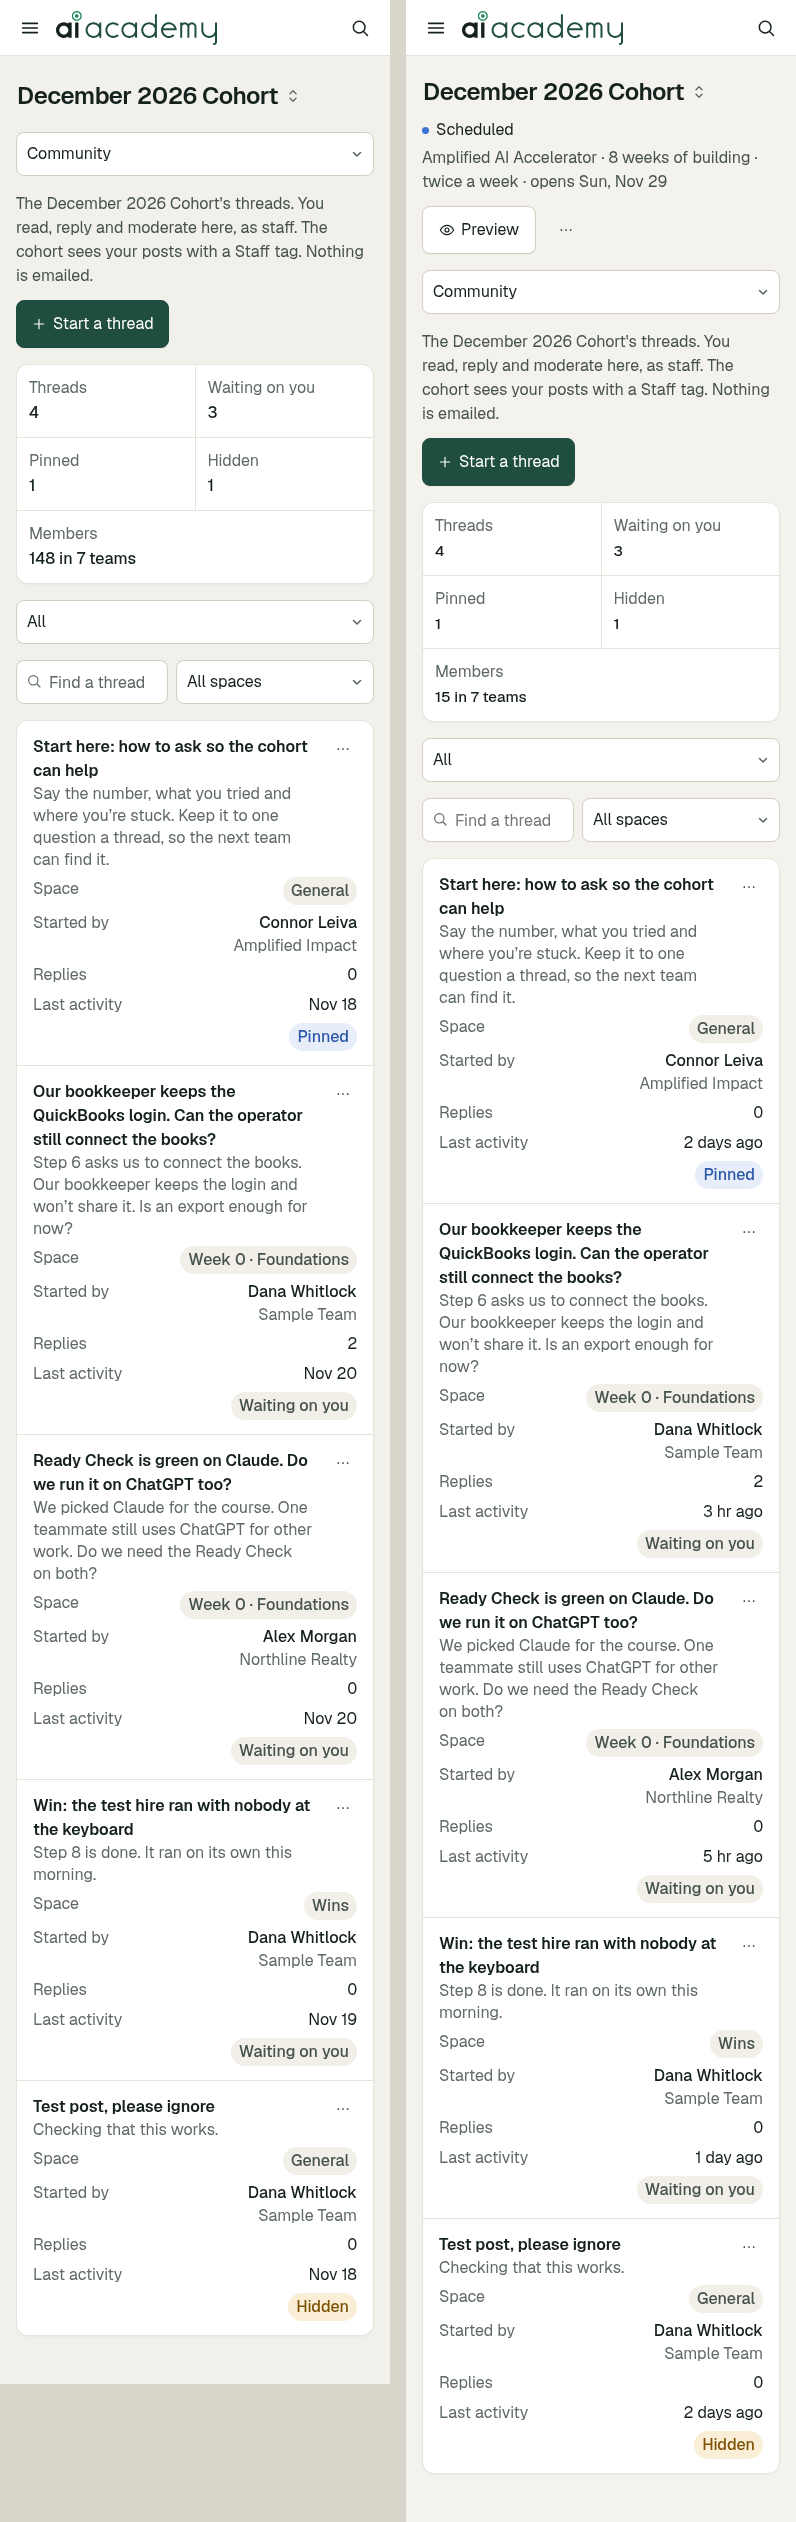 ai academy
December 2026 Cohort
Community
The December 2026 Cohort's threads. You
read, reply and moderate here, as staff. The
cohort sees your posts with a Staff tag. Nothing
is emailed.
+ Start a thread
Threads
4
Waiting on you
3
Pinned
1
Hidden
1
Members
148 in 7 teams
All
Find a thread
All spaces
Start here: how to ask so the cohort
can help
Say the number, what you tried and
where you’re stuck. Keep it to one
question a thread, so the next team
can find it.
Space
General
Started by
Connor Leiva
Amplified Impact
Replies
0
Last activity
Nov 18
Pinned
Our bookkeeper keeps the
QuickBooks login. Can the operator
still connect the books?
Step 6 asks us to connect the books.
Our bookkeeper keeps the login and
won’t share it. Is an export enough for
now?
Space
Week 0 · Foundations
Started by
Dana Whitlock
Sample Team
Replies
2
Last activity
Nov 20
Waiting on you
Ready Check is green on Claude. Do
we run it on ChatGPT too?
We picked Claude for the course. One
teammate still uses ChatGPT for other
work. Do we need the Ready Check
on both?
Space
Week 0 · Foundations
Started by
Alex Morgan
Northline Realty
Replies
0
Last activity
Nov 20
Waiting on you
Win: the test hire ran with nobody at
the keyboard
Step 8 is done. It ran on its own this
morning.
Space
Wins
Started by
Dana Whitlock
Sample Team
Replies
0
Last activity
Nov 19
Waiting on you
Test post, please ignore
Checking that this works.
Space
General
Started by
Dana Whitlock
Sample Team
Replies
0
Last activity
Nov 18
Hidden
ai academy
December 2026 Cohort
Scheduled
Amplified AI Accelerator · 8 weeks of building ·
twice a week · opens Sun, Nov 29
Preview
Community
The December 2026 Cohort's threads. You
read, reply and moderate here, as staff. The
cohort sees your posts with a Staff tag. Nothing
is emailed.
+ Start a thread
Threads
4
Waiting on you
3
Pinned
1
Hidden
1
Members
15 in 7 teams
All
Find a thread
All spaces
Start here: how to ask so the cohort
can help
Say the number, what you tried and
where you’re stuck. Keep it to one
question a thread, so the next team
can find it.
Space
General
Started by
Connor Leiva
Amplified Impact
Replies
0
Last activity
2 days ago
Pinned
Our bookkeeper keeps the
QuickBooks login. Can the operator
still connect the books?
Step 6 asks us to connect the books.
Our bookkeeper keeps the login and
won’t share it. Is an export enough for
now?
Space
Week 0 · Foundations
Started by
Dana Whitlock
Sample Team
Replies
2
Last activity
3 hr ago
Waiting on you
Ready Check is green on Claude. Do
we run it on ChatGPT too?
We picked Claude for the course. One
teammate still uses ChatGPT for other
work. Do we need the Ready Check
on both?
Space
Week 0 · Foundations
Started by
Alex Morgan
Northline Realty
Replies
0
Last activity
5 hr ago
Waiting on you
Win: the test hire ran with nobody at
the keyboard
Step 8 is done. It ran on its own this
morning.
Space
Wins
Started by
Dana Whitlock
Sample Team
Replies
0
Last activity
1 day ago
Waiting on you
Test post, please ignore
Checking that this works.
Space
General
Started by
Dana Whitlock
Sample Team
Replies
0
Last activity
2 days ago
Hidden